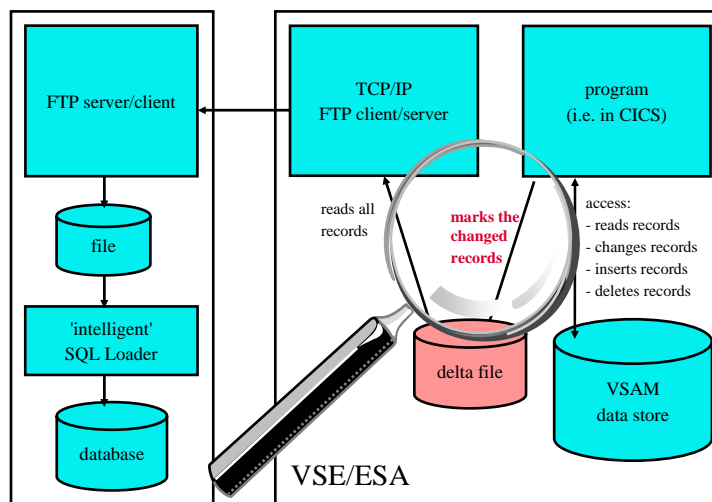 FTP server/client
TCP/IP
FTP client/server
program
(i.e. in CICS)
reads all
records
marks the
changed
records
access:
- reads records
- changes records
- inserts records
- deletes records
file
'intelligent'
SQL Loader
database
delta file
VSAM
data store
VSE/ESA